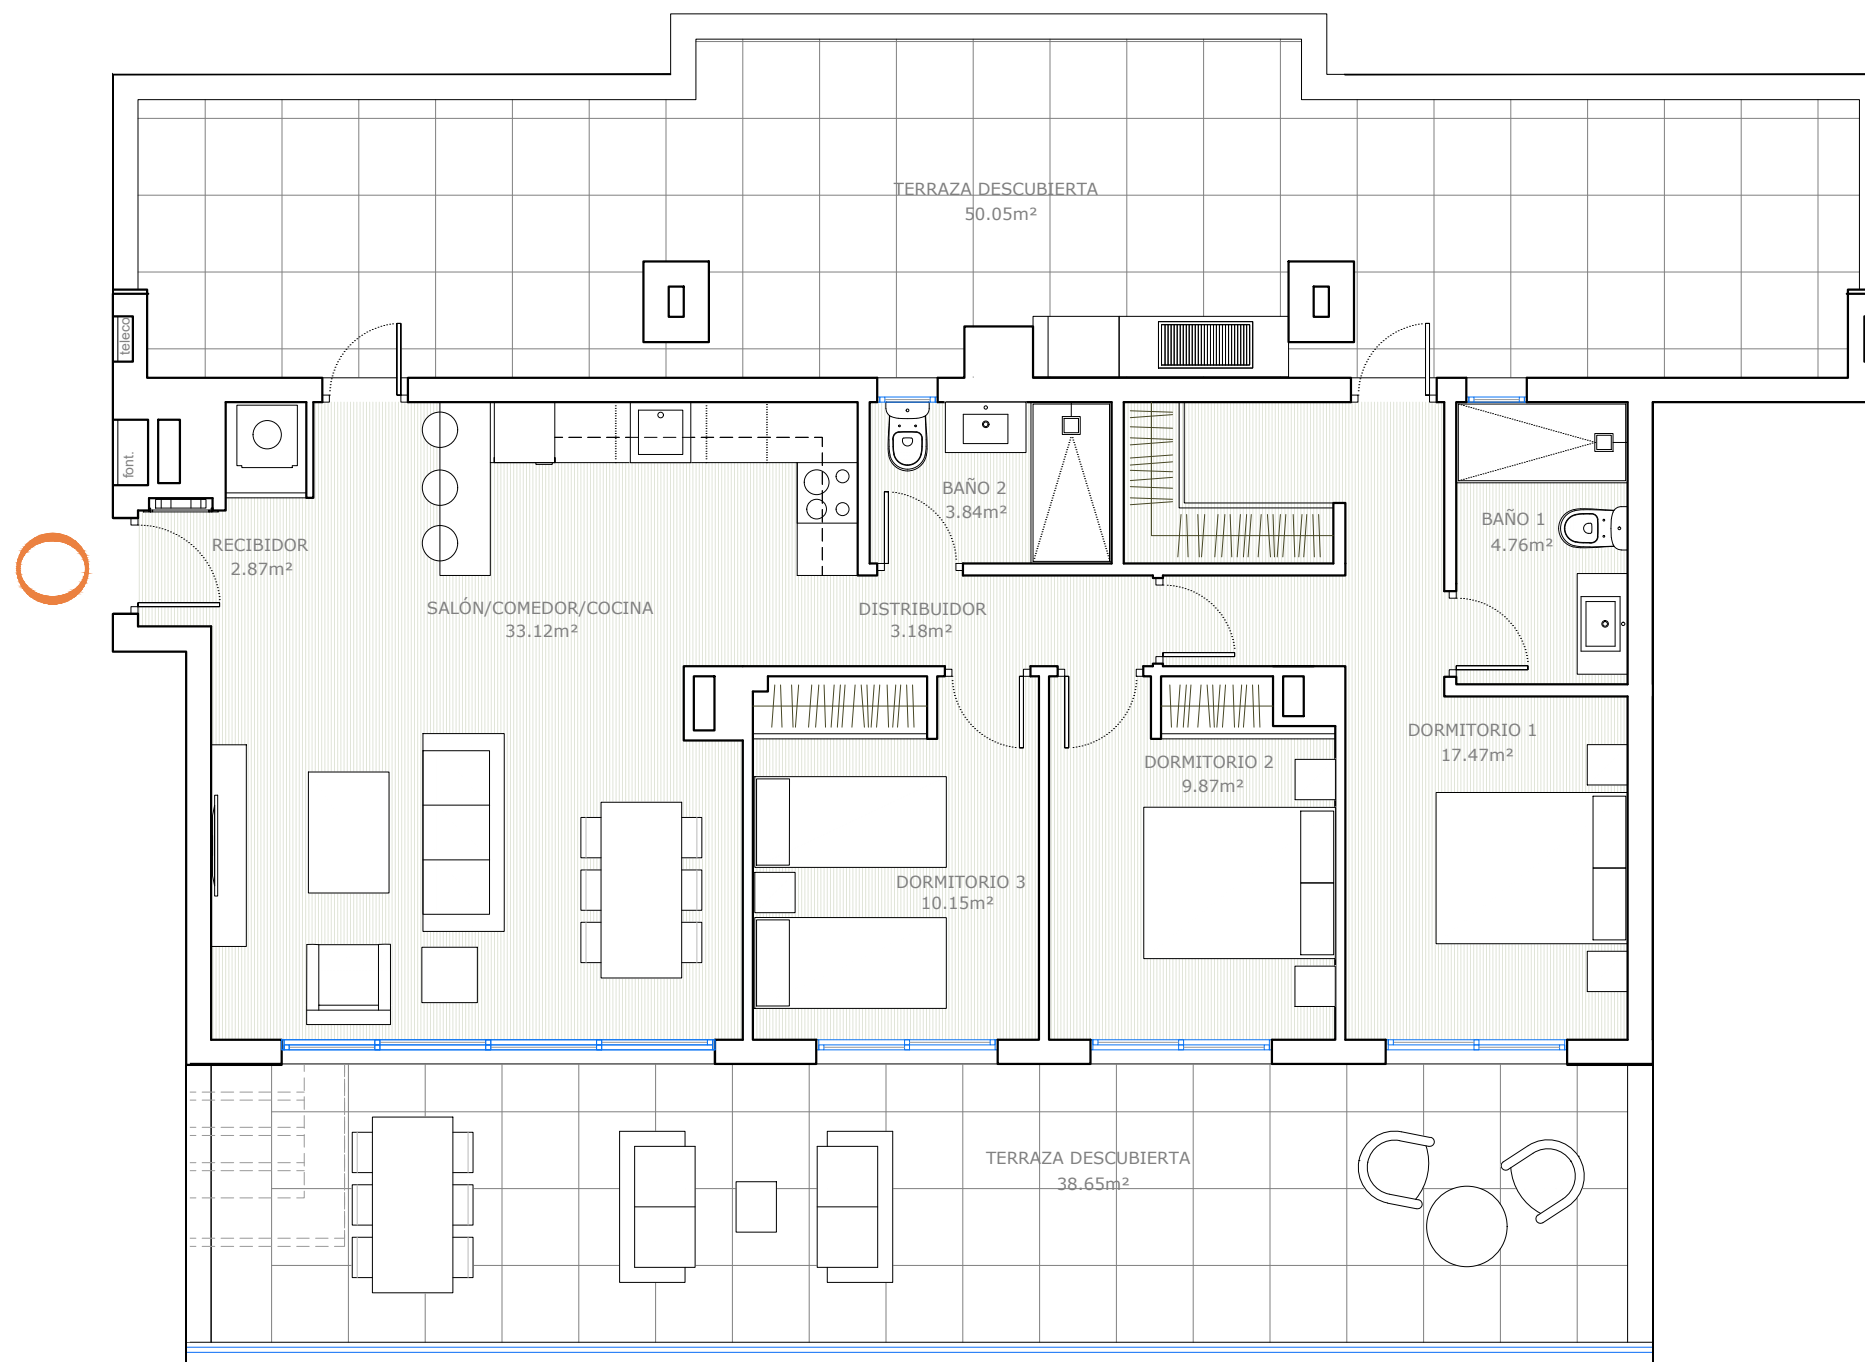 TERRAZA DESCUBIERTA
50.05m²
teleco
font.
RECIBIDOR
2.87m²
SALÓN/COMEDOR/COCINA
33.12m²
BAÑO 2
3.84m²
DISTRIBUIDOR
3.18m²
BAÑO 1
4.76m²
DORMITORIO 1
17.47m²
DORMITORIO 2
9.87m²
DORMITORIO 3
10.15m²
TERRAZA DESCUBIERTA
38.65m²